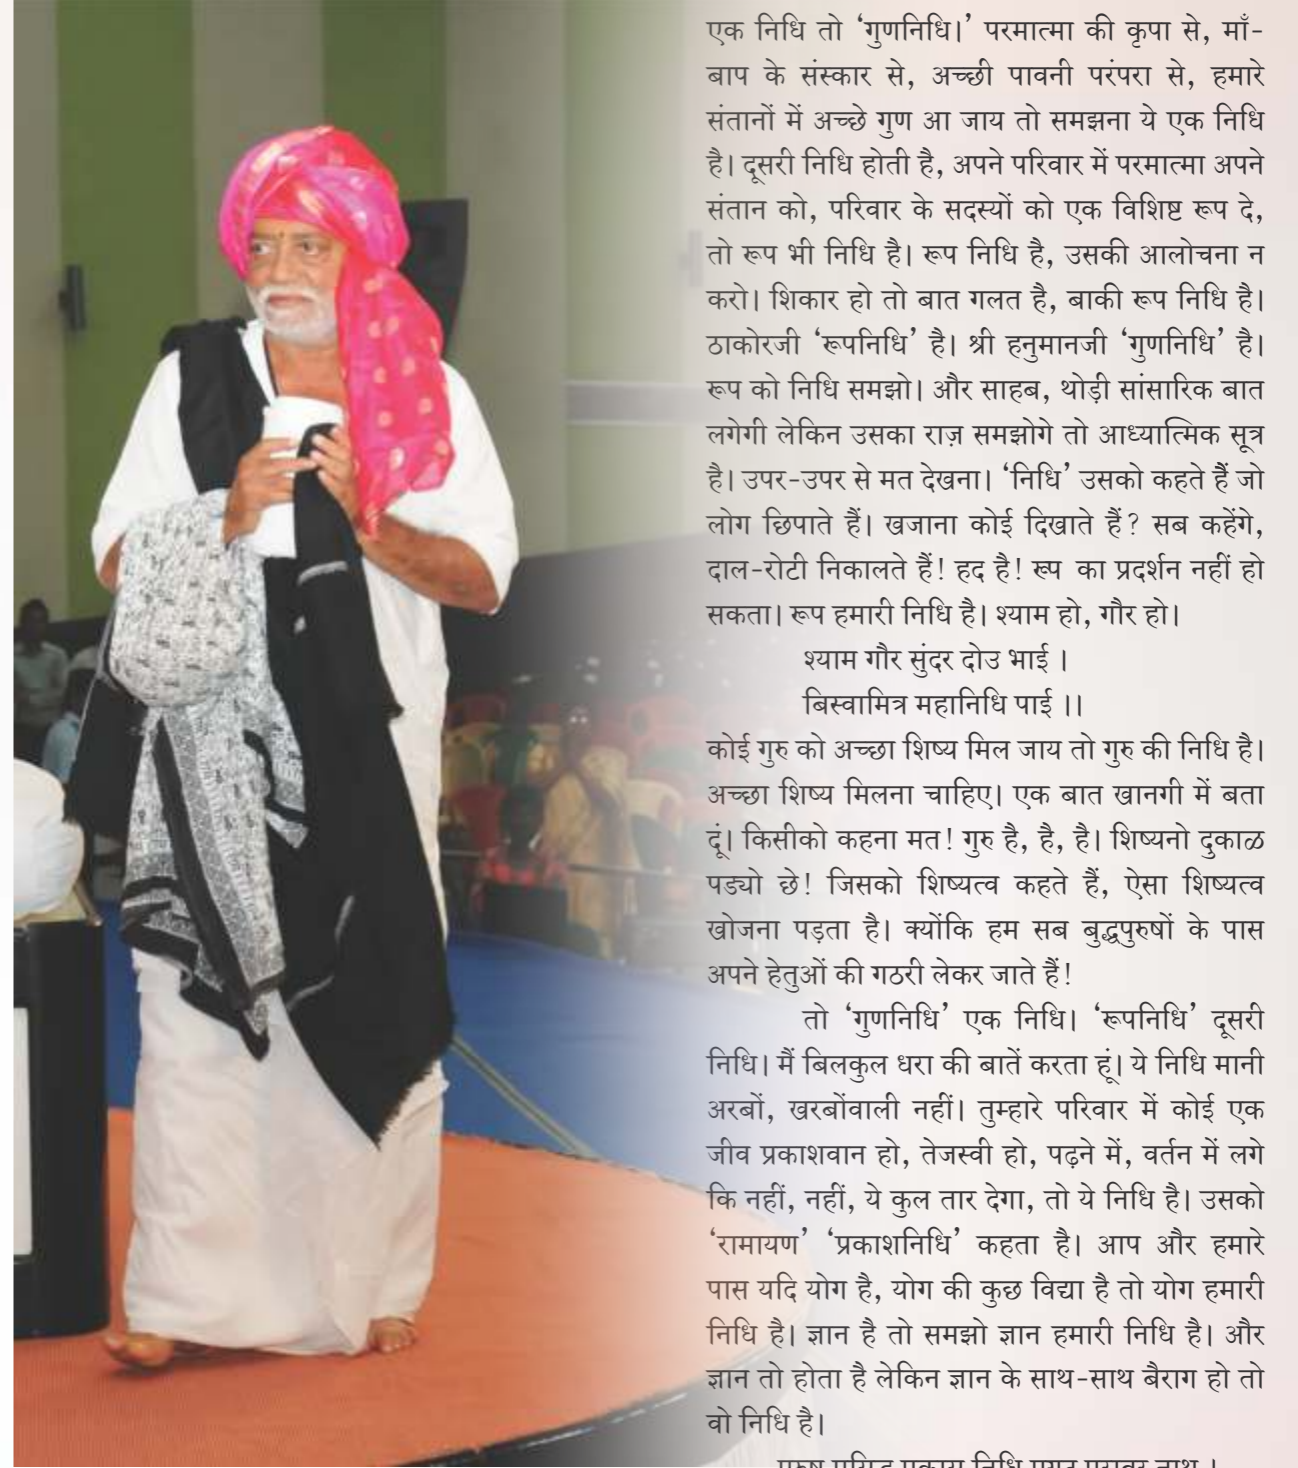 एक निधि तो ‘गुणनिधि।’ परमात्मा की कृपा से, माँ-
बाप के संस्कार से, अच्छी पावनी परंपरा से, हमारे
संतानों में अच्छे गुण आ जाय तो समझना ये एक निधि
है। दूसरी निधि होती है, अपने परिवार में परमात्मा अपने
संतान को, परिवार के सदस्यों को एक विशिष्ट रूप दे,
तो रूप भी निधि है। रूप निधि है, उसकी आलोचना न
करो। शिकार हो तो बात गलत है, बाकी रूप निधि है।
ठाकोरजी ‘रूपनिधि’ है। श्री हनुमानजी ‘गुणनिधि’ है।
रूप को निधि समझो। और साहब, थोड़ी सांसारिक बात
लगेगी लेकिन उसका राज़ समझोगे तो आध्यात्मिक सूत्र
है। उपर-उपर से मत देखना। ‘निधि’ उसको कहते हैं जो
लोग छिपाते हैं। खजाना कोई दिखाते हैं? सब कहेंगे,
दाल-रोटी निकालते हैं! हद है! रूप का प्रदर्शन नहीं हो
सकता। रूप हमारी निधि है। श्याम हो, गौर हो।
श्याम गौर सुंदर दोउ भाई ।
बिस्वामित्र महानिधि पाई ।।
कोई गुरु को अच्छा शिष्य मिल जाय तो गुरु की निधि है।
अच्छा शिष्य मिलना चाहिए। एक बात खानगी में बता
दूं। किसीको कहना मत! गुरु है, है, है। शिष्यनो दुकाळ
पड्यो छे! जिसको शिष्यत्व कहते हैं, ऐसा शिष्यत्व
खोजना पड़ता है। क्योंकि हम सब बुद्धपुरुषों के पास
अपने हेतुओं की गठरी लेकर जाते हैं!
तो ‘गुणनिधि’ एक निधि। ‘रूपनिधि’ दूसरी
निधि। मैं बिलकुल धरा की बातें करता हूं। ये निधि मानी
अरबों, खरबोंवाली नहीं। तुम्हारे परिवार में कोई एक
जीव प्रकाशवान हो, तेजस्वी हो, पढ़ने में, वर्तन में लगे
कि नहीं, नहीं, ये कुल तार देगा, तो ये निधि है। उसको
‘रामायण’ ‘प्रकाशनिधि’ कहता है। आप और हमारे
पास यदि योग है, योग की कुछ विद्या है तो योग हमारी
निधि है। ज्ञान है तो समझो ज्ञान हमारी निधि है। और
ज्ञान तो होता है लेकिन ज्ञान के साथ-साथ बैराग हो तो
वो निधि है।